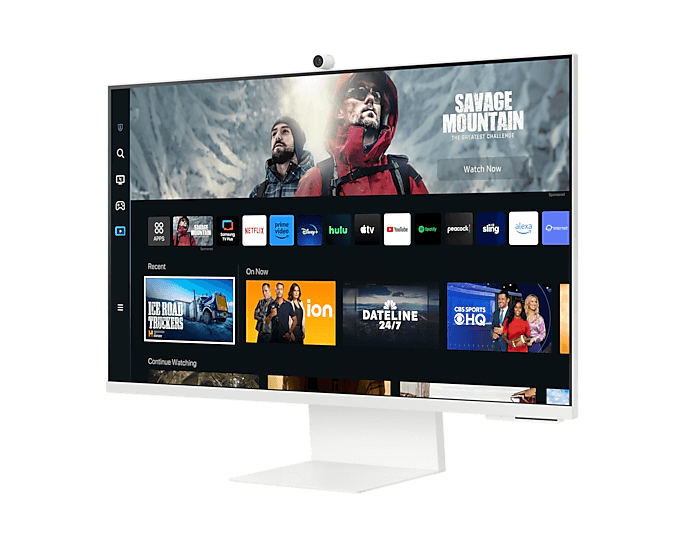 SAVAGE
MOUNTAIN
THE GREATEST CHALLENGE
Watch Now
Sponsored
APPS
SAVAGE
MOUNTAIN
Sponsored
SAMSUNG
TV Plus
NETFLIX
prime
video
Disney+
hulu
tv
YouTube
Spotify
peacock
sling
alexa
Internet
Recent
On Now
ICE ROAD
TRUCKERS
ion
DATELINE
24/7
CBS SPORTS
HQ
Continue Watching